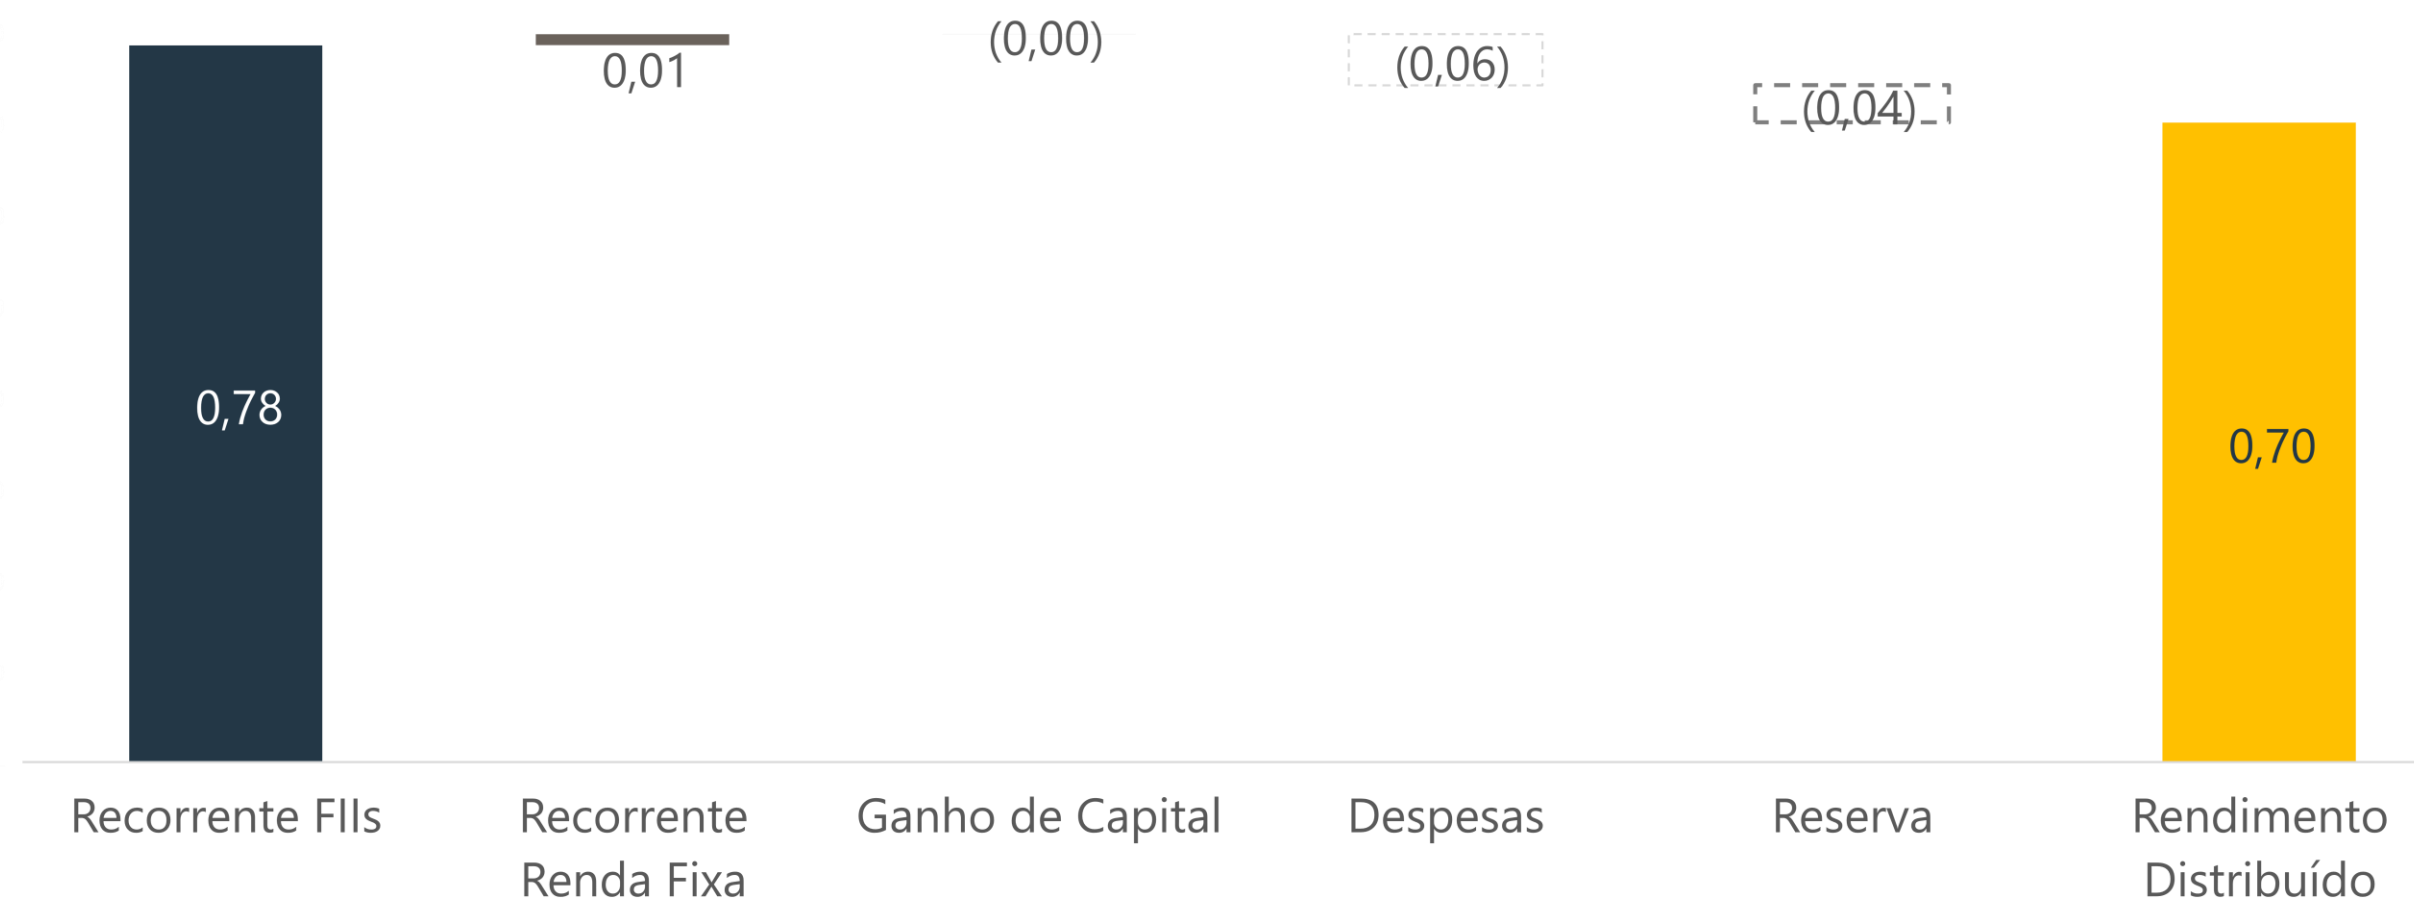 0,78
0,01
(0,00)
(0,06)
(0,04)
0,70
Recorrente FIIs
Recorrente
Renda Fixa
Ganho de Capital
Despesas
Reserva
Rendimento
Distribuído